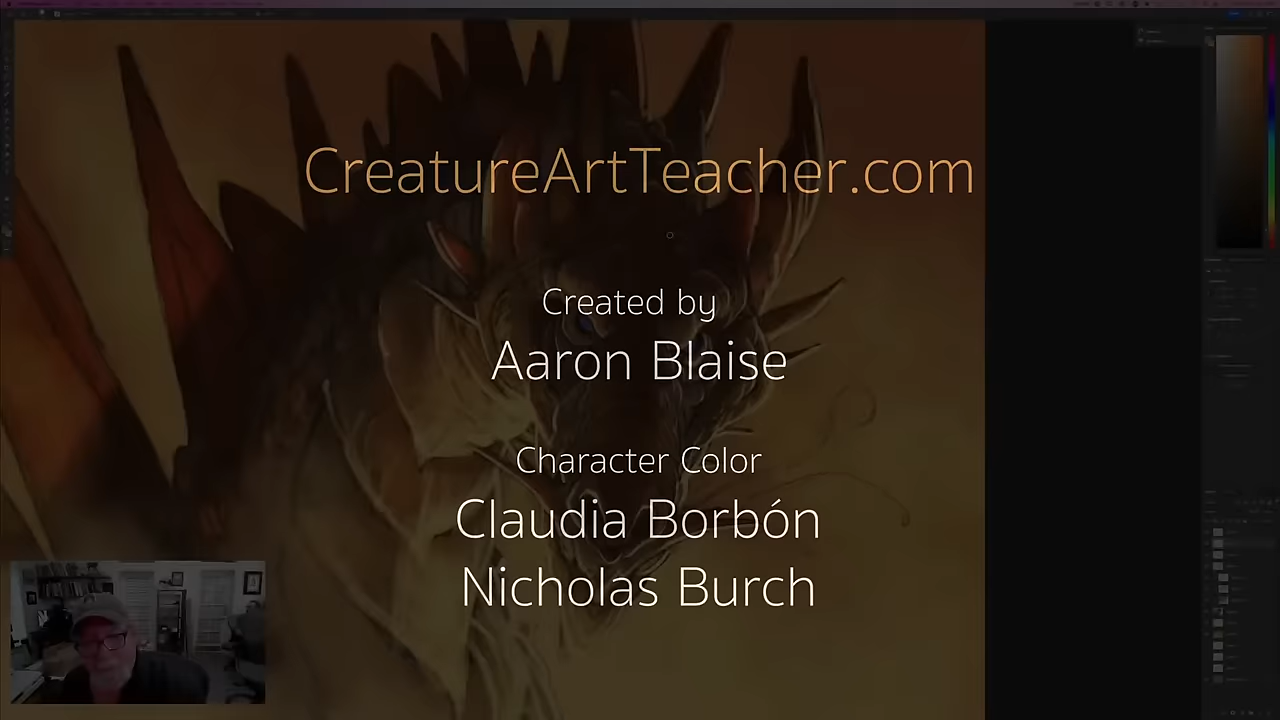 CreatureArtTeacher.com
Created by
Aaron Blaise
Character Color
Claudia Borbón
Nicholas Burch